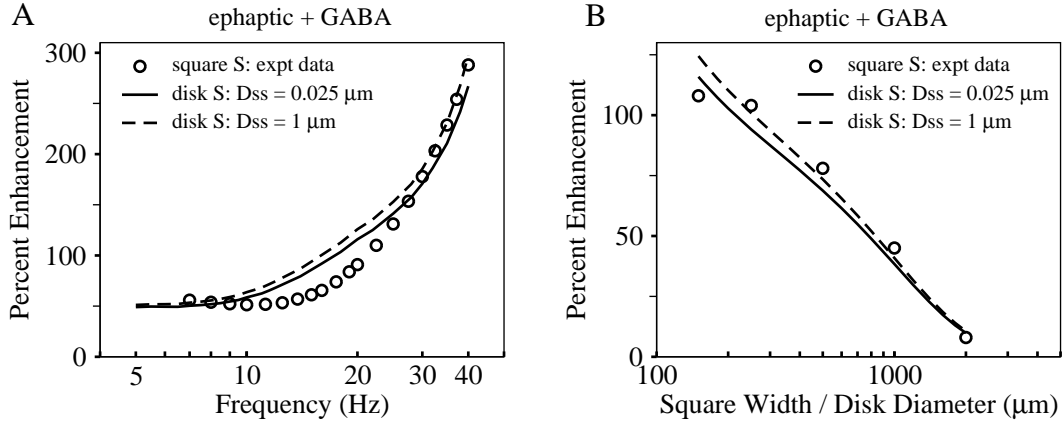 A
ephaptic + GABA
300
200
100
0
Percent Enhancement
square S: expt data
disk S: Dss = 0.025 μm
disk S: Dss = 1 μm
5
10
20
30
40
Frequency (Hz)
B
ephaptic + GABA
100
50
0
Percent Enhancement
square S: expt data
disk S: Dss = 0.025 μm
disk S: Dss = 1 μm
100
1000
Square Width / Disk Diameter (μm)